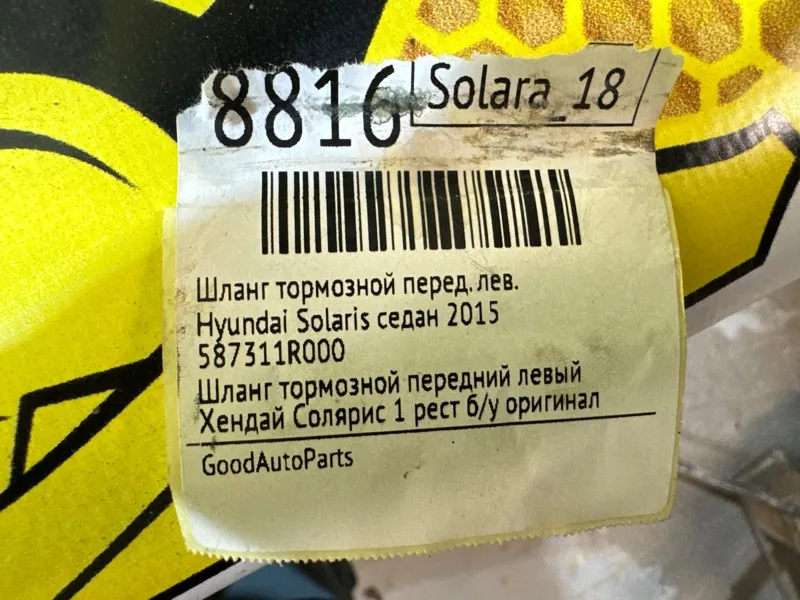 8816 Solara_18
Шланг тормозной перед. лев.
Hyundai Solaris седан 2015
587311R000
Шланг тормозной передний левый
Хендай Солярис 1 рест б/у оригинал
GoodAutoParts